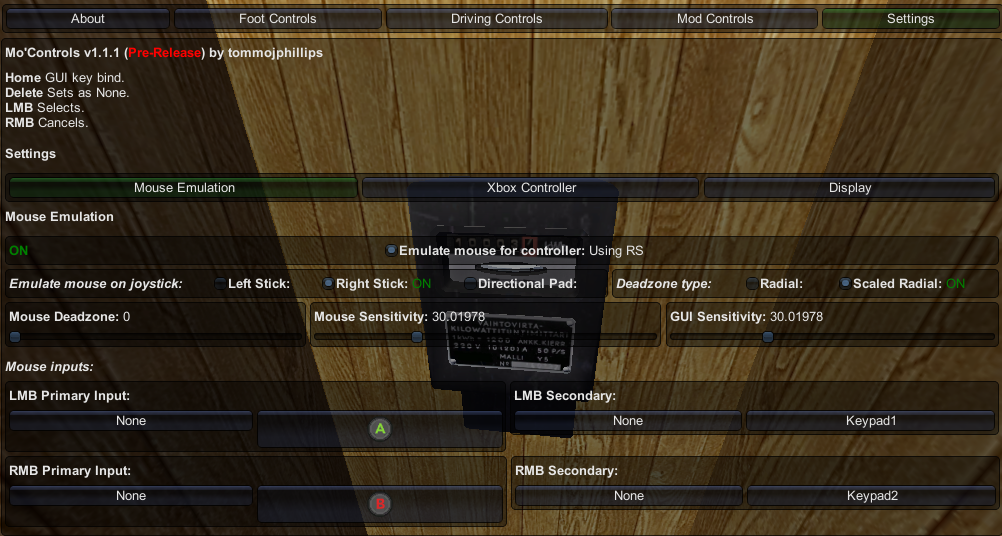 About Foot Controls Driving Controls Mod Controls Settings
Mo'Controls v1.1.1 (Pre-Release) by tommojphillips
Home GUI key bind.
Delete Sets as None.
LMB Selects.
RMB Cancels.
Settings
Mouse Emulation Xbox Controller Display
Mouse Emulation
ON Emulate mouse for controller: Using RS
Emulate mouse on joystick: Left Stick: Right Stick: ON Directional Pad: Deadzone type: Radial: Scaled Radial: ON
Mouse Deadzone: 0 Mouse Sensitivity: 30.01978 GUI Sensitivity: 30.01978
VAIHTOVIRTA-
MALLI
Mouse inputs:
LMB Primary Input: LMB Secondary:
None A None Keypad1
RMB Primary Input: RMB Secondary:
None B None Keypad2